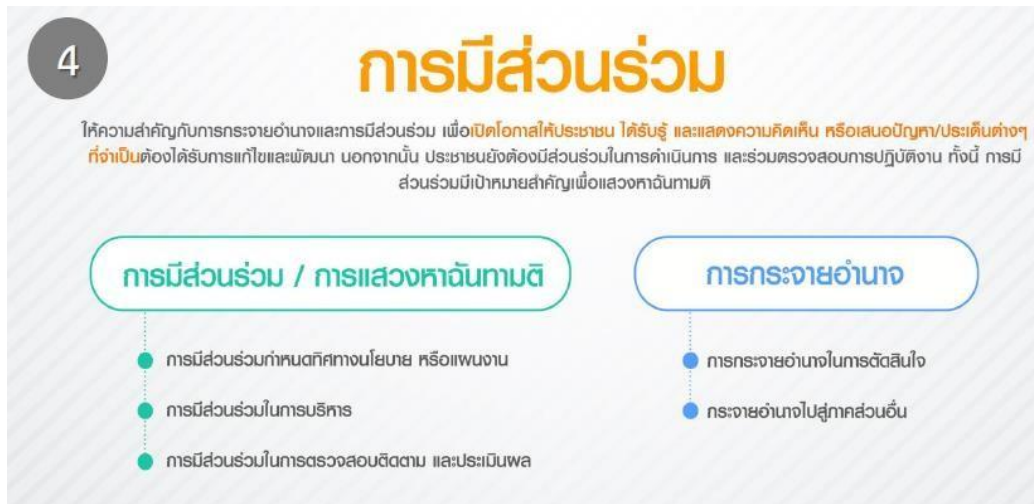 4
การมีส่วนร่วม
ให้ความสำคัญกับการกระจายอำนาจและการมีส่วนร่วม เพื่อเปิดโอกาสให้ประชาชน ได้รับรู้ และแสดงความคิดเห็น หรือเสนอปัญหา/ประเด็นต่างๆ
ที่จำเป็นต้องได้รับการแก้ไขและพัฒนา นอกจากนั้น ประชาชนยังต้องมีส่วนร่วมในการดำเนินการ และร่วมตรวจสอบการปฏิบัติงาน ทั้งนี้ การมี
ส่วนร่วมมีเป้าหมายสำคัญเพื่อแสวงหาฉันทามติ
การมีส่วนร่วม / การแสวงหาฉันทามติ
การมีส่วนร่วมกำหนดทิศทางนโยบาย หรือแผนงาน
การมีส่วนร่วมในการบริหาร
การมีส่วนร่วมในการตรวจสอบติดตาม และประเมินผล
การกระจายอำนาจ
การกระจายอำนาจในการตัดสินใจ
กระจายอำนาจไปสู่ภาคส่วนอื่น